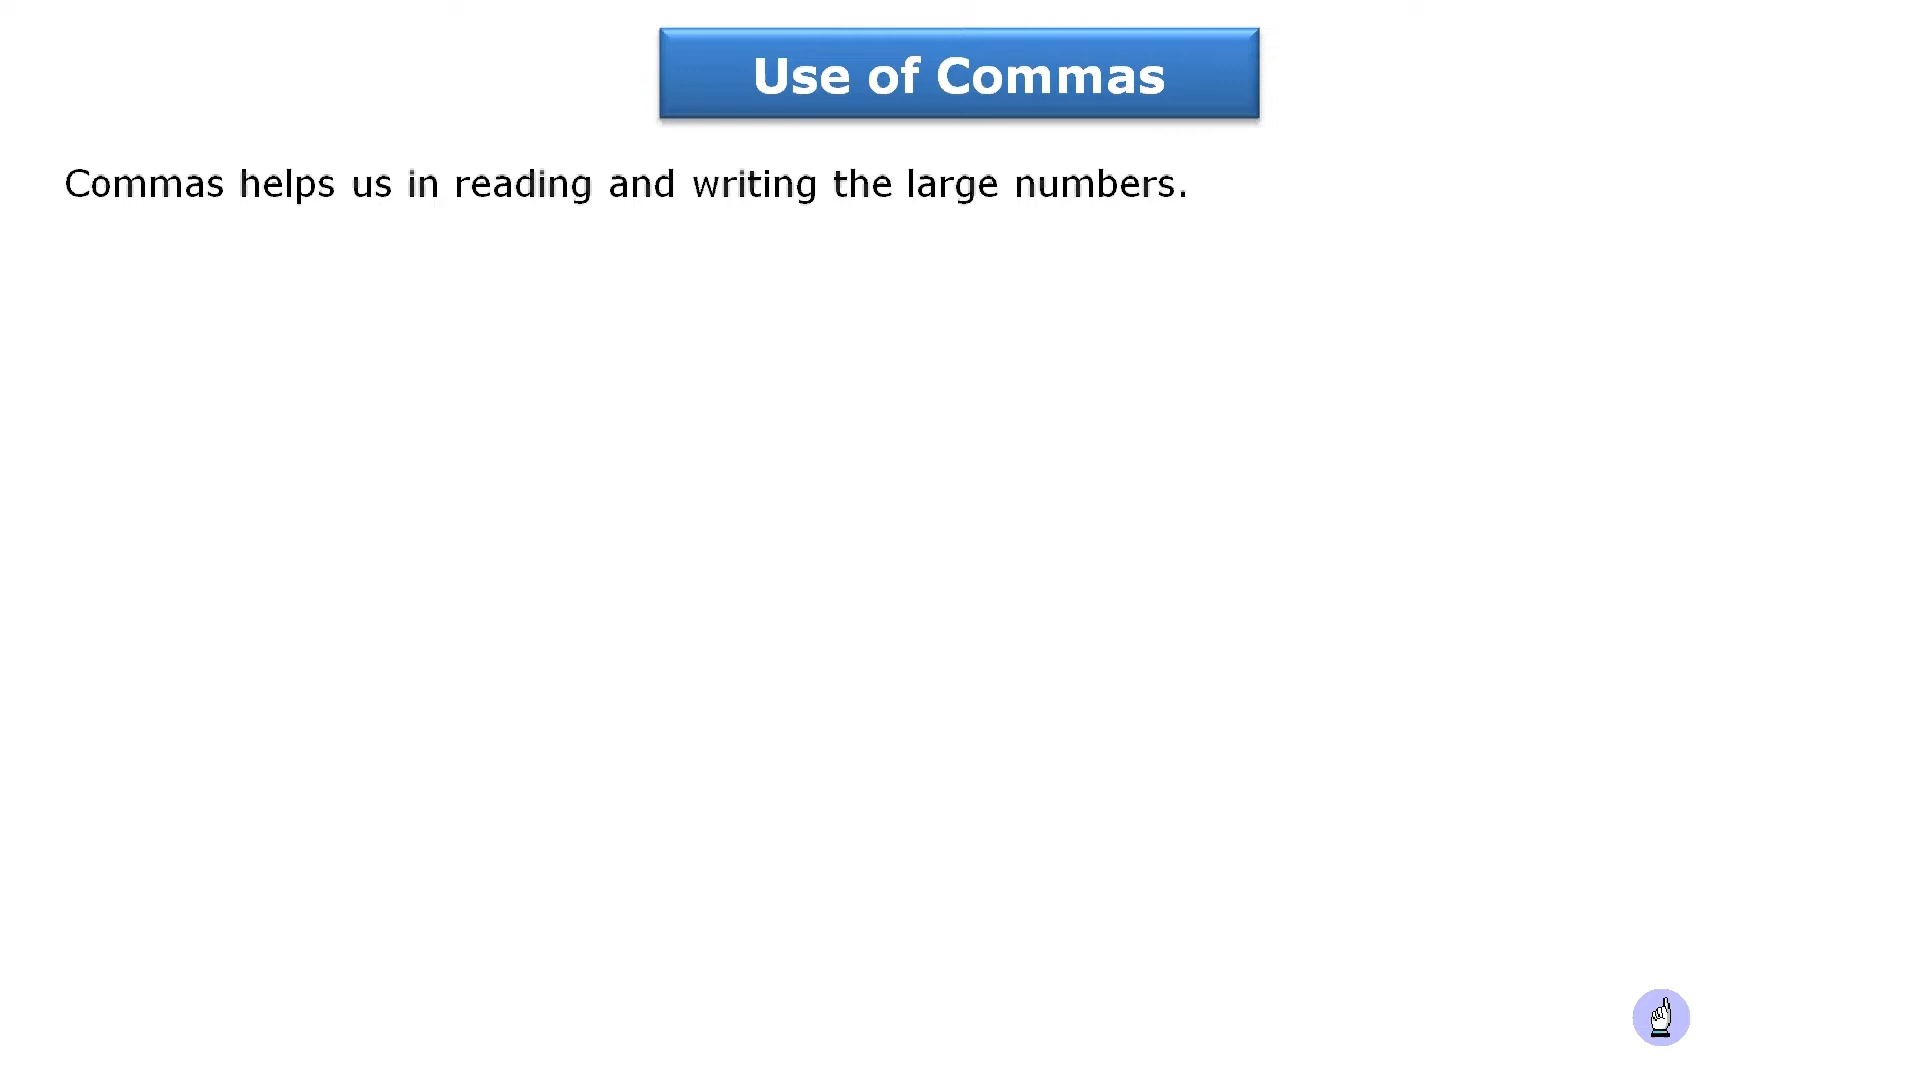 Use of Commas
Commas helps us in reading and writing the large numbers.